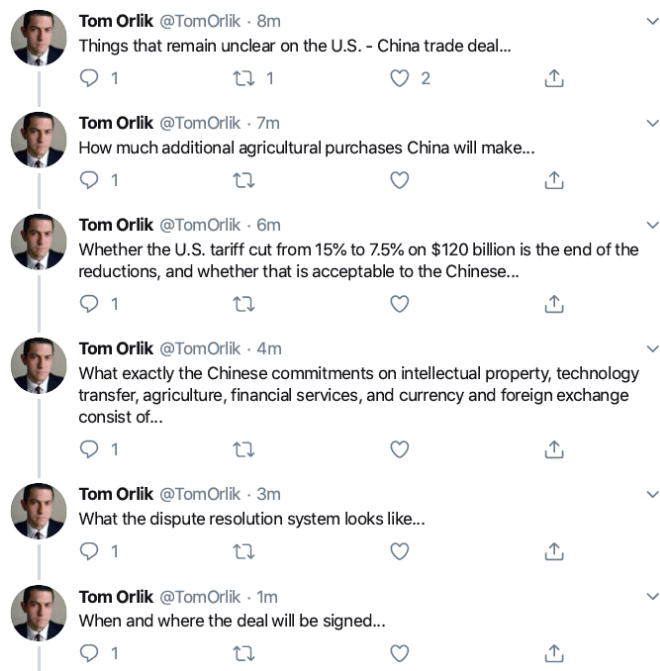 Tom Orlik @TomOrlik · 8m
Things that remain unclear on the U.S. - China trade deal...
1 1 2
Tom Orlik @TomOrlik · 7m
How much additional agricultural purchases China will make...
1
Tom Orlik @TomOrlik · 6m
Whether the U.S. tariff cut from 15% to 7.5% on $120 billion is the end of the
reductions, and whether that is acceptable to the Chinese...
1
Tom Orlik @TomOrlik · 4m
What exactly the Chinese commitments on intellectual property, technology
transfer, agriculture, financial services, and currency and foreign exchange
consist of...
1
Tom Orlik @TomOrlik · 3m
What the dispute resolution system looks like...
1
Tom Orlik @TomOrlik · 1m
When and where the deal will be signed...
1